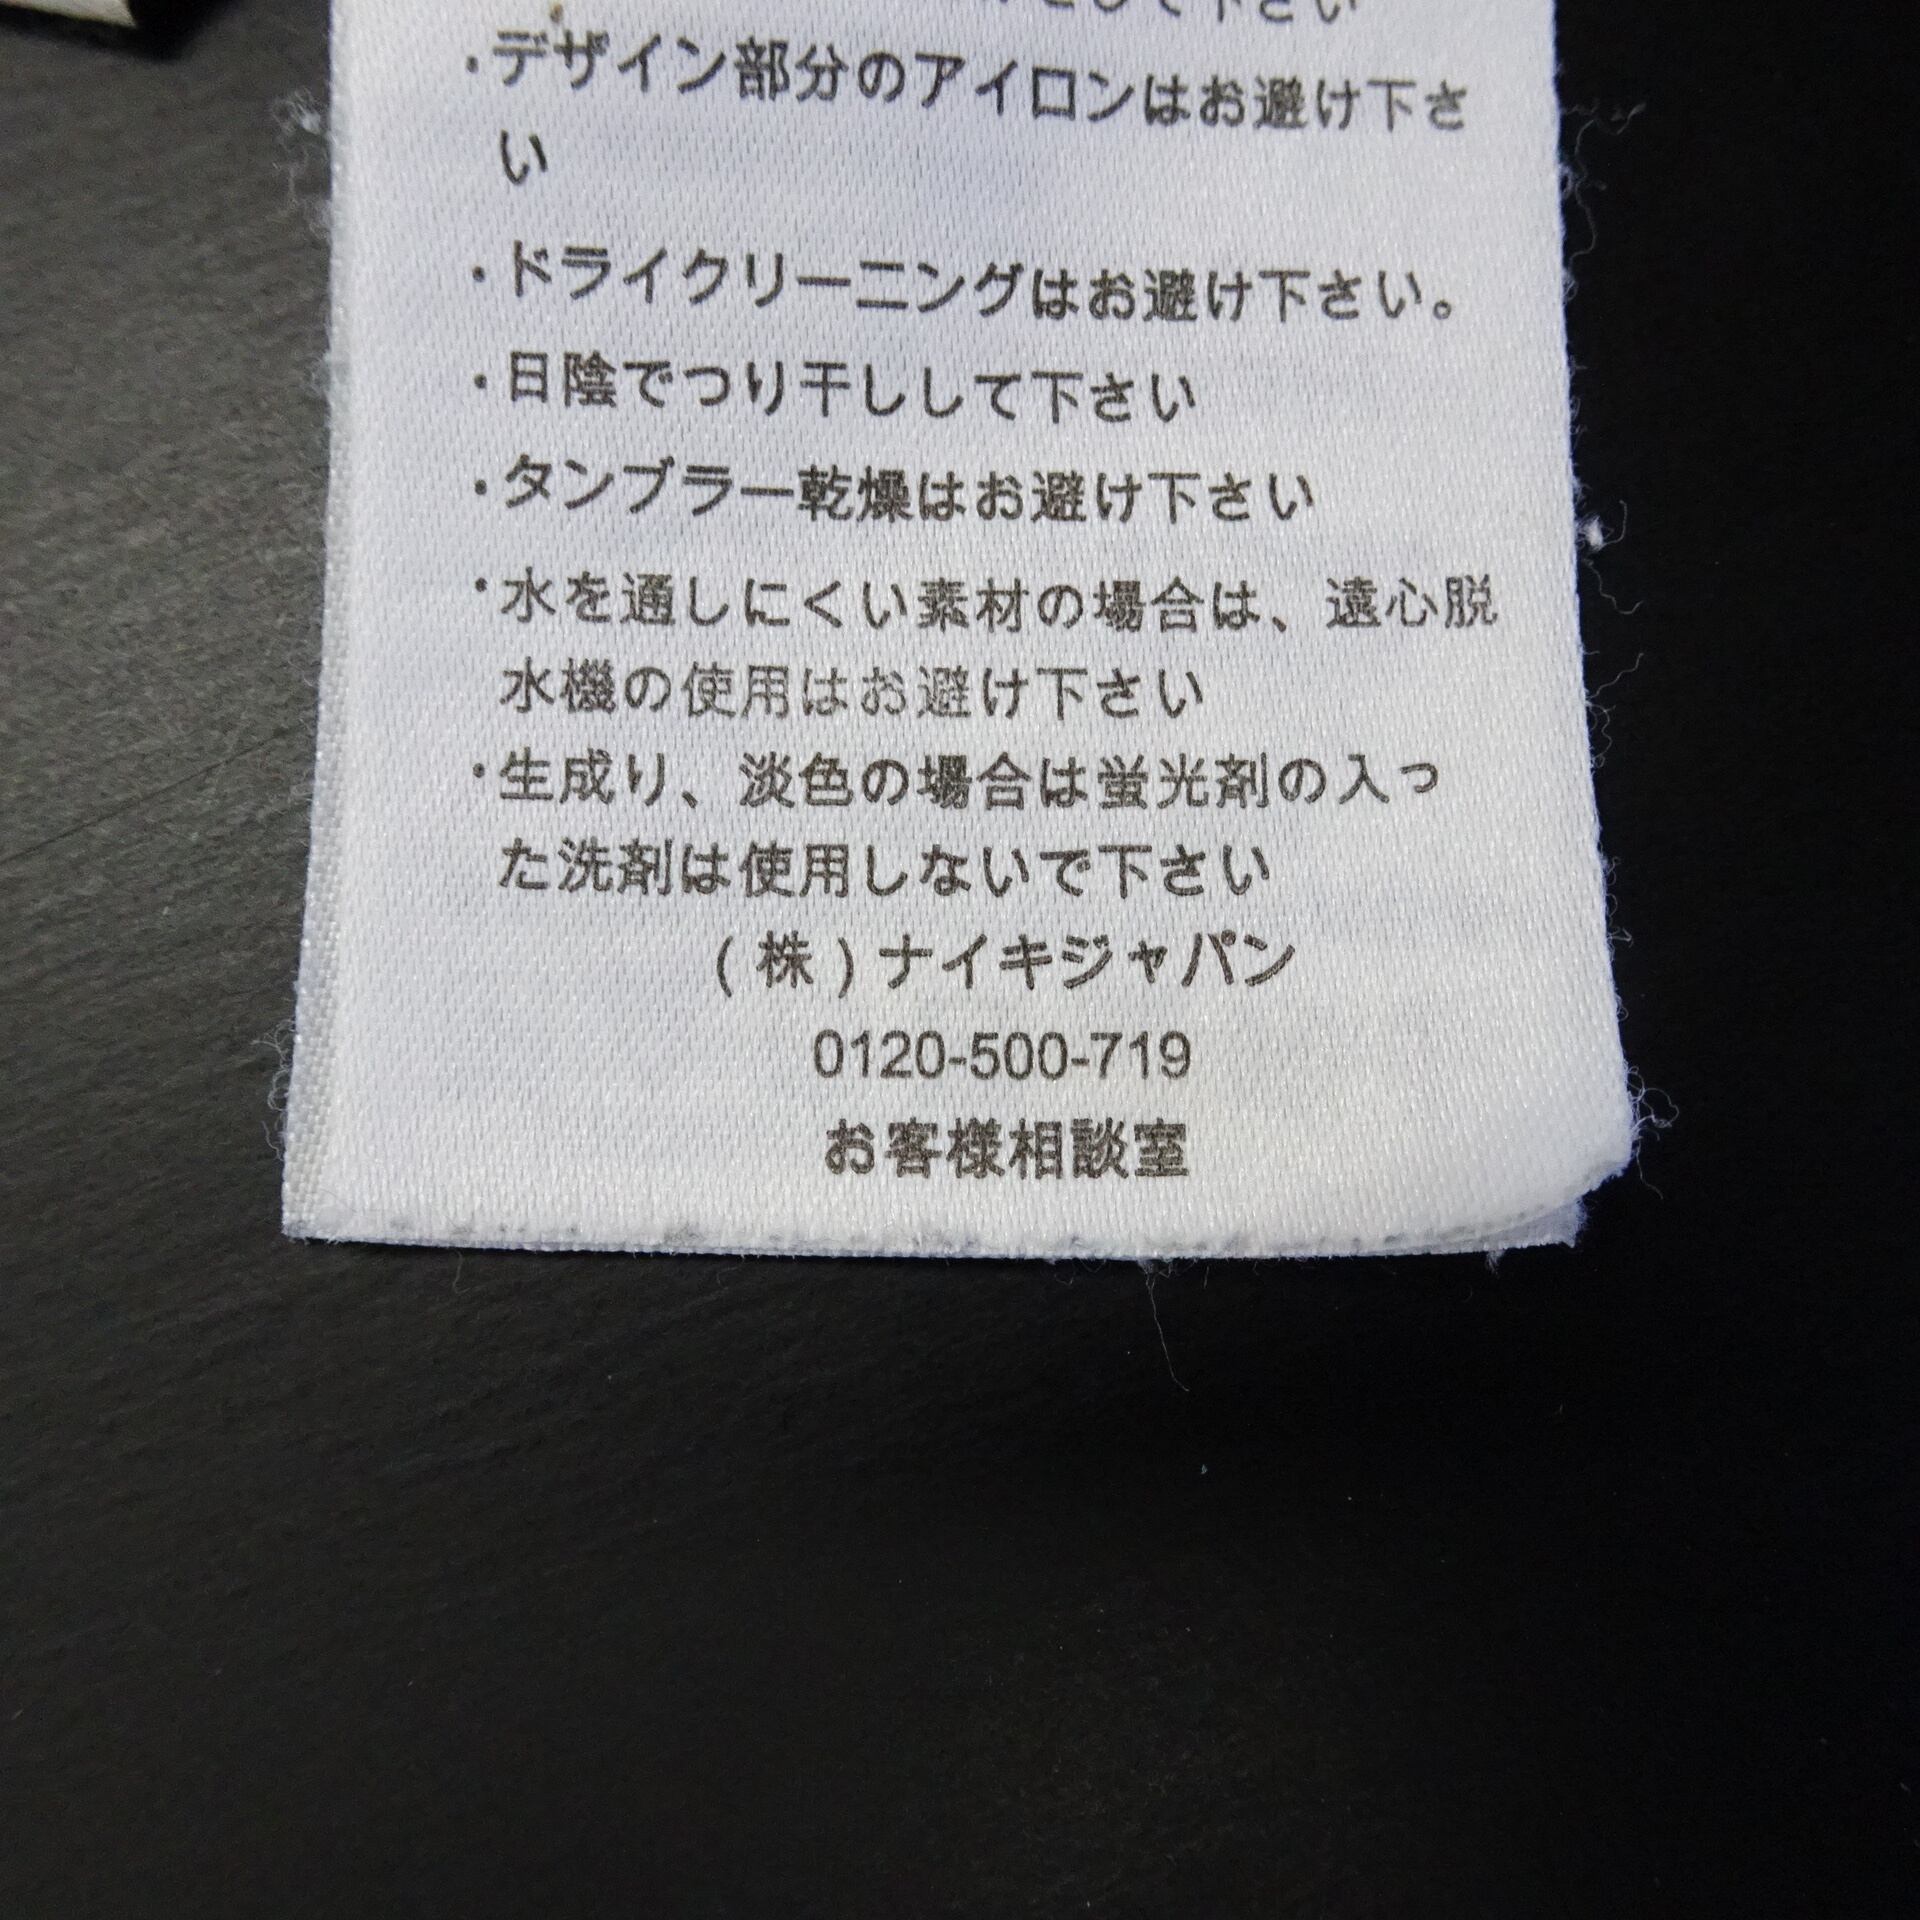 して下さい
・デザイン部分のアイロンはお避け下さ
い
・ドライクリーニングはお避け下さい。
・日陰でつり干しして下さい
・タンブラー乾燥はお避け下さい
・水を通しにくい素材の場合は、遠心脱
水機の使用はお避け下さい
・生成り、淡色の場合は蛍光剤の入っ
た洗剤は使用しないで下さい
(株)ナイキジャパン
0120-500-719
お客様相談室